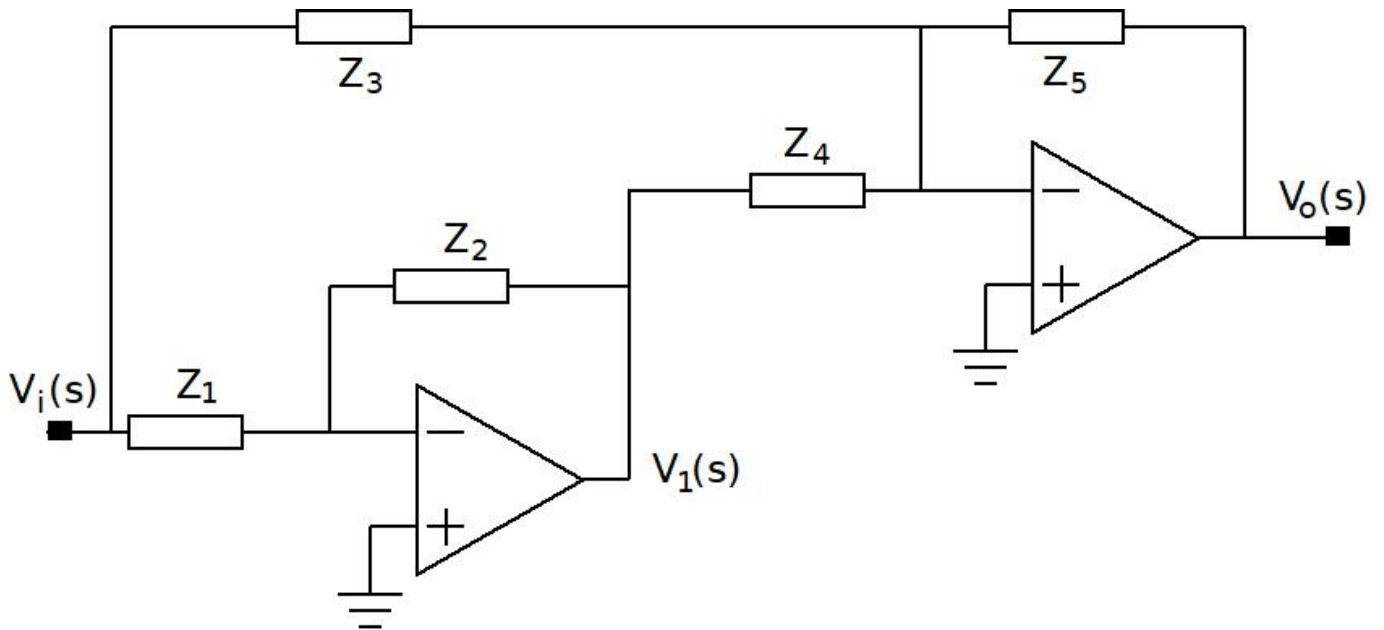 Z₃
Z₅
Z₄
−
Vₒ(s)
Z₂
+
Vᵢ(s)
Z₁
−
V₁(s)
+